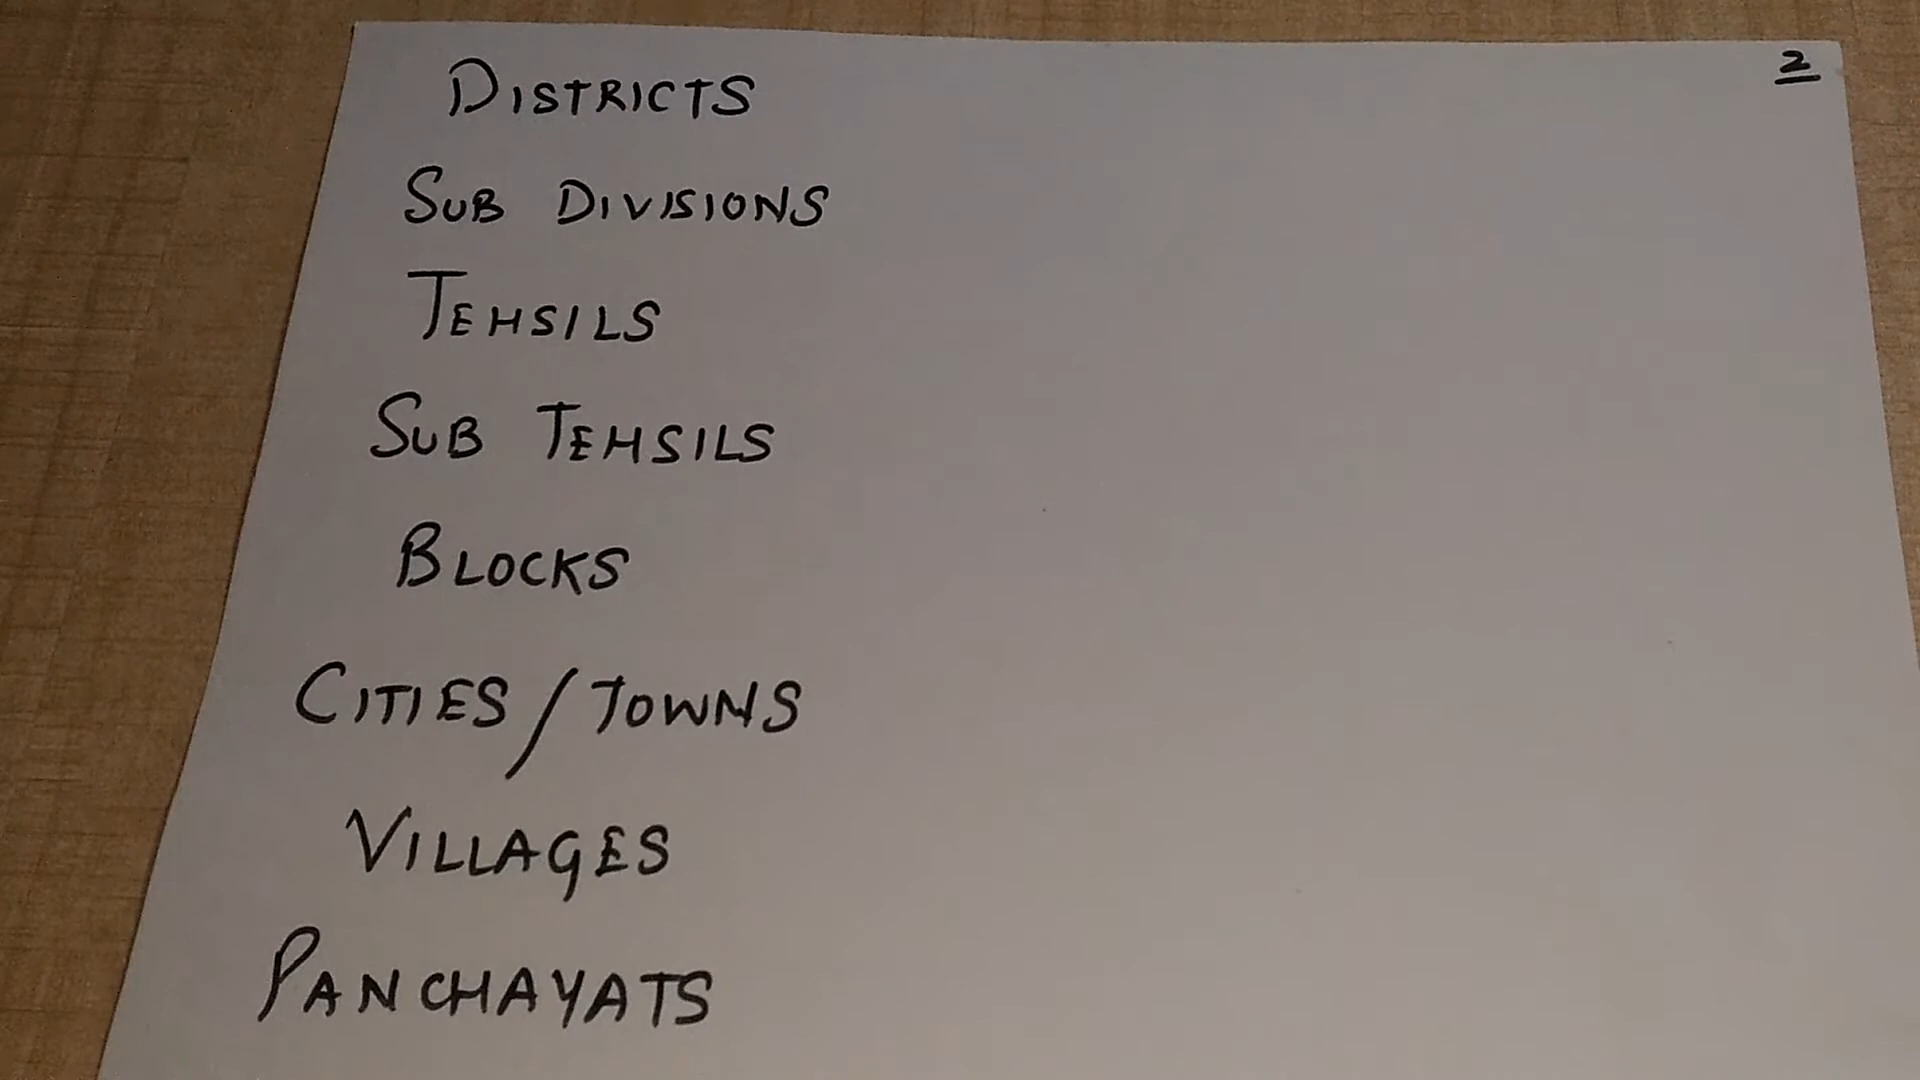 2
DISTRICTS
SUB DIVISIONS
TEHSILS
SUB TEHSILS
BLOCKS
CITIES / TOWNS
VILLAGES
PANCHAYATS